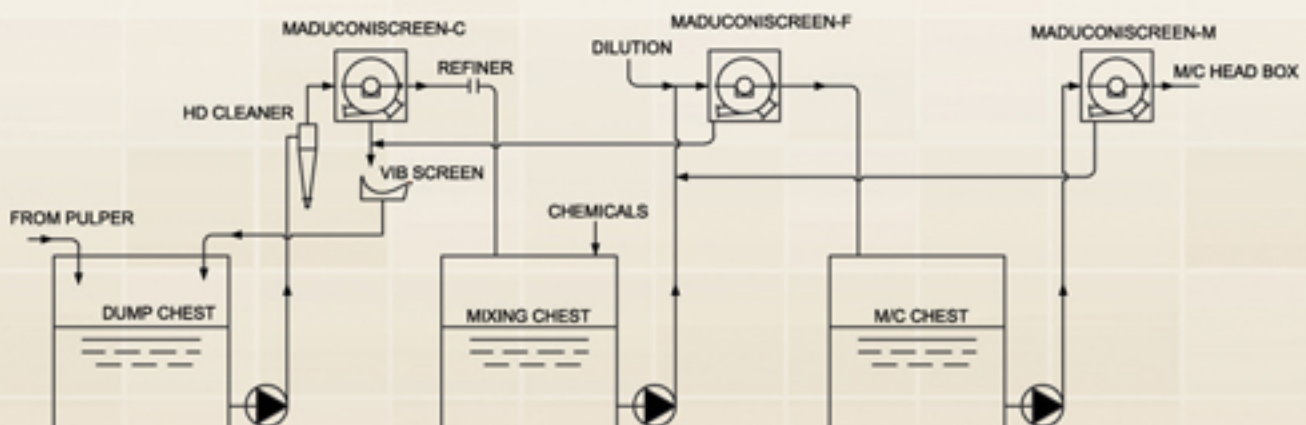 MADUCONISCREEN-C
MADUCONISCREEN-F
MADUCONISCREEN-M
DILUTION
REFINER
M/C HEAD BOX
HD CLEANER
VIB SCREEN
FROM PULPER
CHEMICALS
DUMP CHEST
MIXING CHEST
M/C CHEST